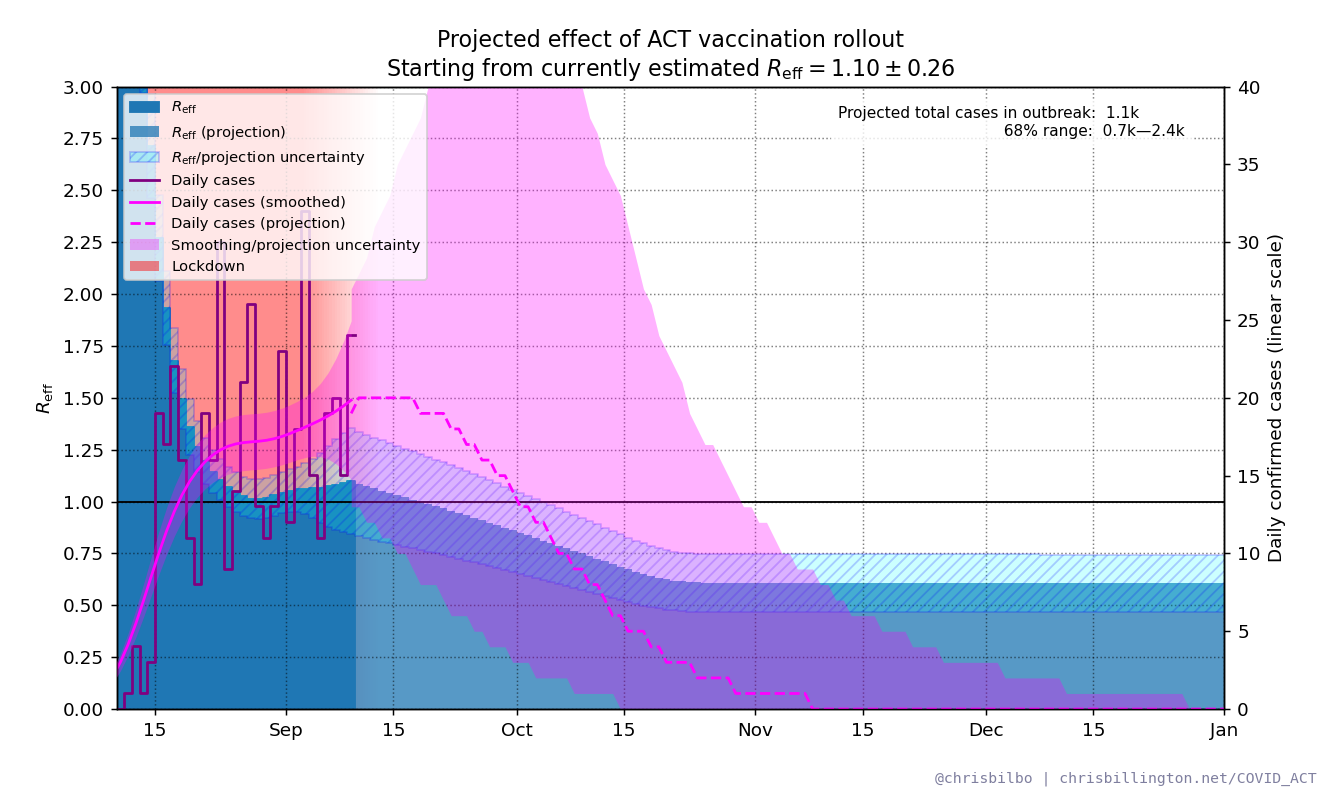 Projected effect of ACT vaccination rollout
Starting from currently estimated R_eff = 1.10 ± 0.26
3.00
2.75
2.50
2.25
2.00
1.75
1.50
1.25
1.00
0.75
0.50
0.25
0.00
R_eff
R_eff
R_eff (projection)
R_eff/projection uncertainty
Daily cases
Daily cases (smoothed)
Daily cases (projection)
Smoothing/projection uncertainty
Lockdown
Projected total cases in outbreak: 1.1k
68% range: 0.7k—2.4k
40
35
30
25
20
15
10
5
0
Daily confirmed cases (linear scale)
15 Sep 15 Oct 15 Nov 15 Dec 15 Jan
@chrisbilbo | chrisbillington.net/COVID_ACT